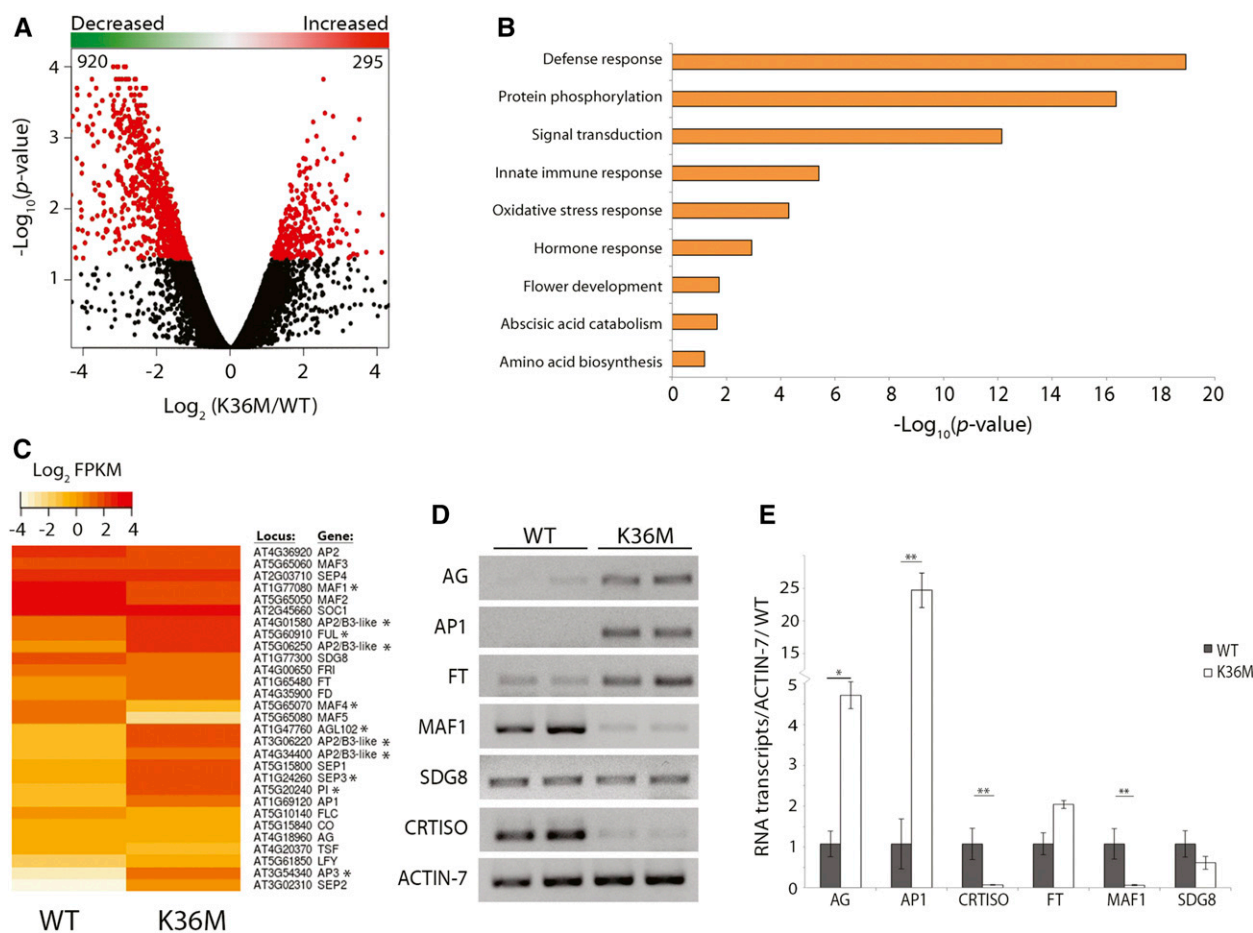 A
Decreased Increased
920 295
4
3
2
1
-Log10(p-value)
-4 -2 0 2 4
Log2 (K36M/WT)
B
Defense response
Protein phosphorylation
Signal transduction
Innate immune response
Oxidative stress response
Hormone response
Flower development
Abscisic acid catabolism
Amino acid biosynthesis
0 2 4 6 8 10 12 14 16 18 20
-Log10(p-value)
C
Log2 FPKM
-4 -2 0 2 4
Locus: Gene:
AT4G36920 AP2
AT5G65060 MAF3
AT2G03710 SEP4
AT1G77080 MAF1 *
AT5G65050 MAF2
AT2G45660 SOC1
AT4G01580 AP2/B3-like *
AT5G60910 FUL *
AT5G06250 AP2/B3-like *
AT1G77300 SDG8
AT4G00650 FRI
AT1G65480 FT
AT4G35900 FD
AT5G65070 MAF4 *
AT5G65080 MAF5
AT1G47760 AGL102 *
AT3G06220 AP2/B3-like *
AT4G34400 AP2/B3-like *
AT5G15800 SEP1
AT1G24260 SEP3 *
AT5G20240 PI *
AT1G69120 AP1
AT5G10140 FLC
AT5G15840 CO
AT4G18960 AG
AT4G20370 TSF
AT5G61850 LFY
AT3G54340 AP3 *
AT3G02310 SEP2
WT K36M
D
WT K36M
AG
AP1
FT
MAF1
SDG8
CRTISO
ACTIN-7
E
RNA transcripts/ACTIN-7/ WT
25
20
15
5
4
3
2
1
0
* ** ** **
WT
K36M
AG AP1 CRTISO FT MAF1 SDG8